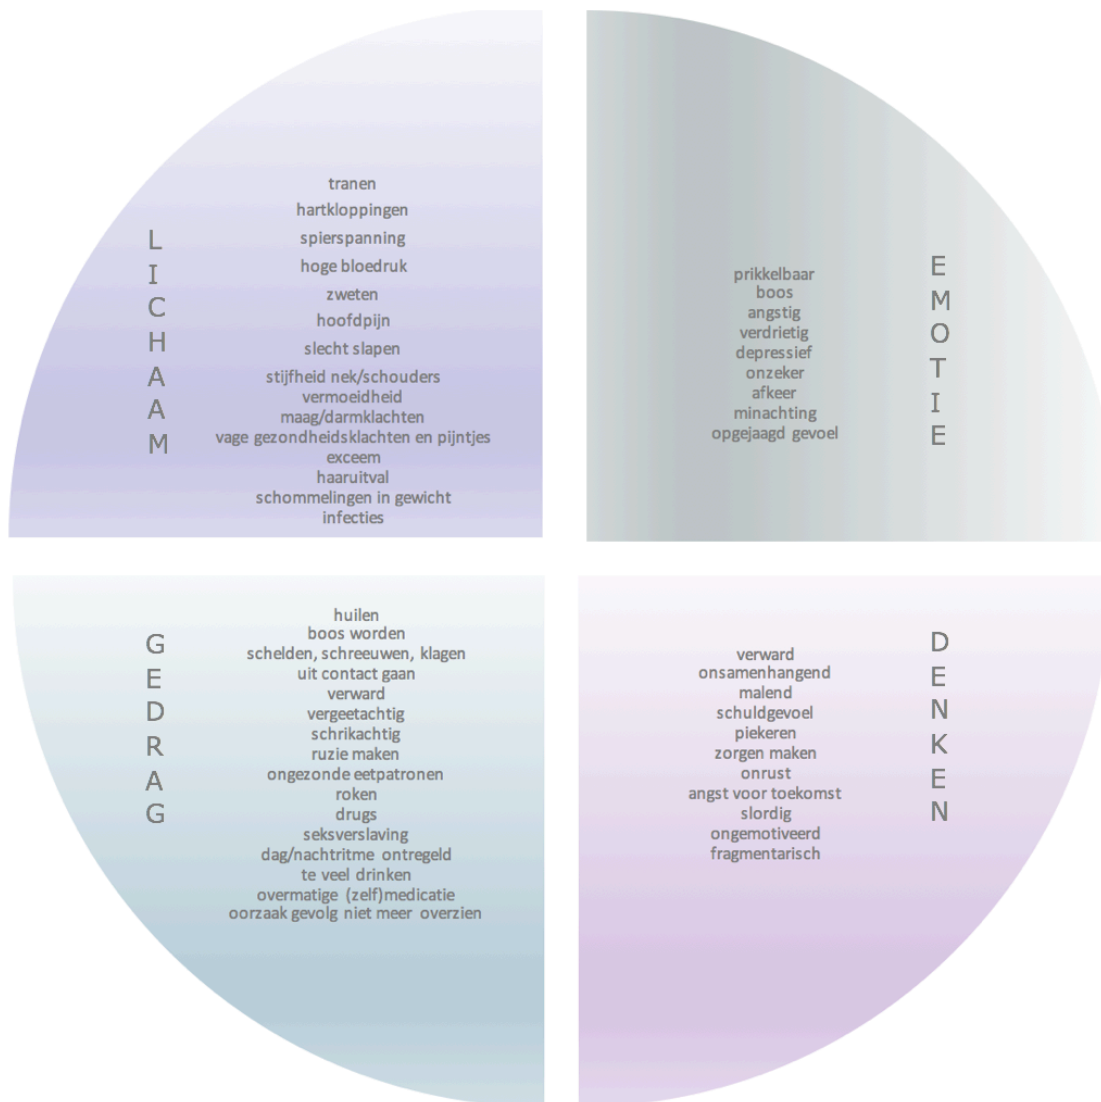 LICHAAM
tranen
hartkloppingen
spierspanning
hoge bloedruk
zweten
hoofdpijn
slecht slapen
stijfheid nek/schouders
vermoeidheid
maag/darmklachten
vage gezondheidsklachten en pijntjes
exceem
haaruitval
schommelingen in gewicht
infecties
EMOTIE
prikkelbaar
boos
angstig
verdrietig
depressief
onzeker
afkeer
minachting
opgejaagd gevoel
GEDRAG
huilen
boos worden
schelden, schreeuwen, klagen
uit contact gaan
verward
vergeetachtig
schrikachtig
ruzie maken
ongezonde eetpatronen
roken
drugs
seksverslaving
dag/nachtritme ontregeld
te veel drinken
overmatige (zelf)medicatie
oorzaak gevolg niet meer overzien
DENKEN
verward
onsamenhangend
malend
schuldgevoel
piekeren
zorgen maken
onrust
angst voor toekomst
slordig
ongemotiveerd
fragmentarisch